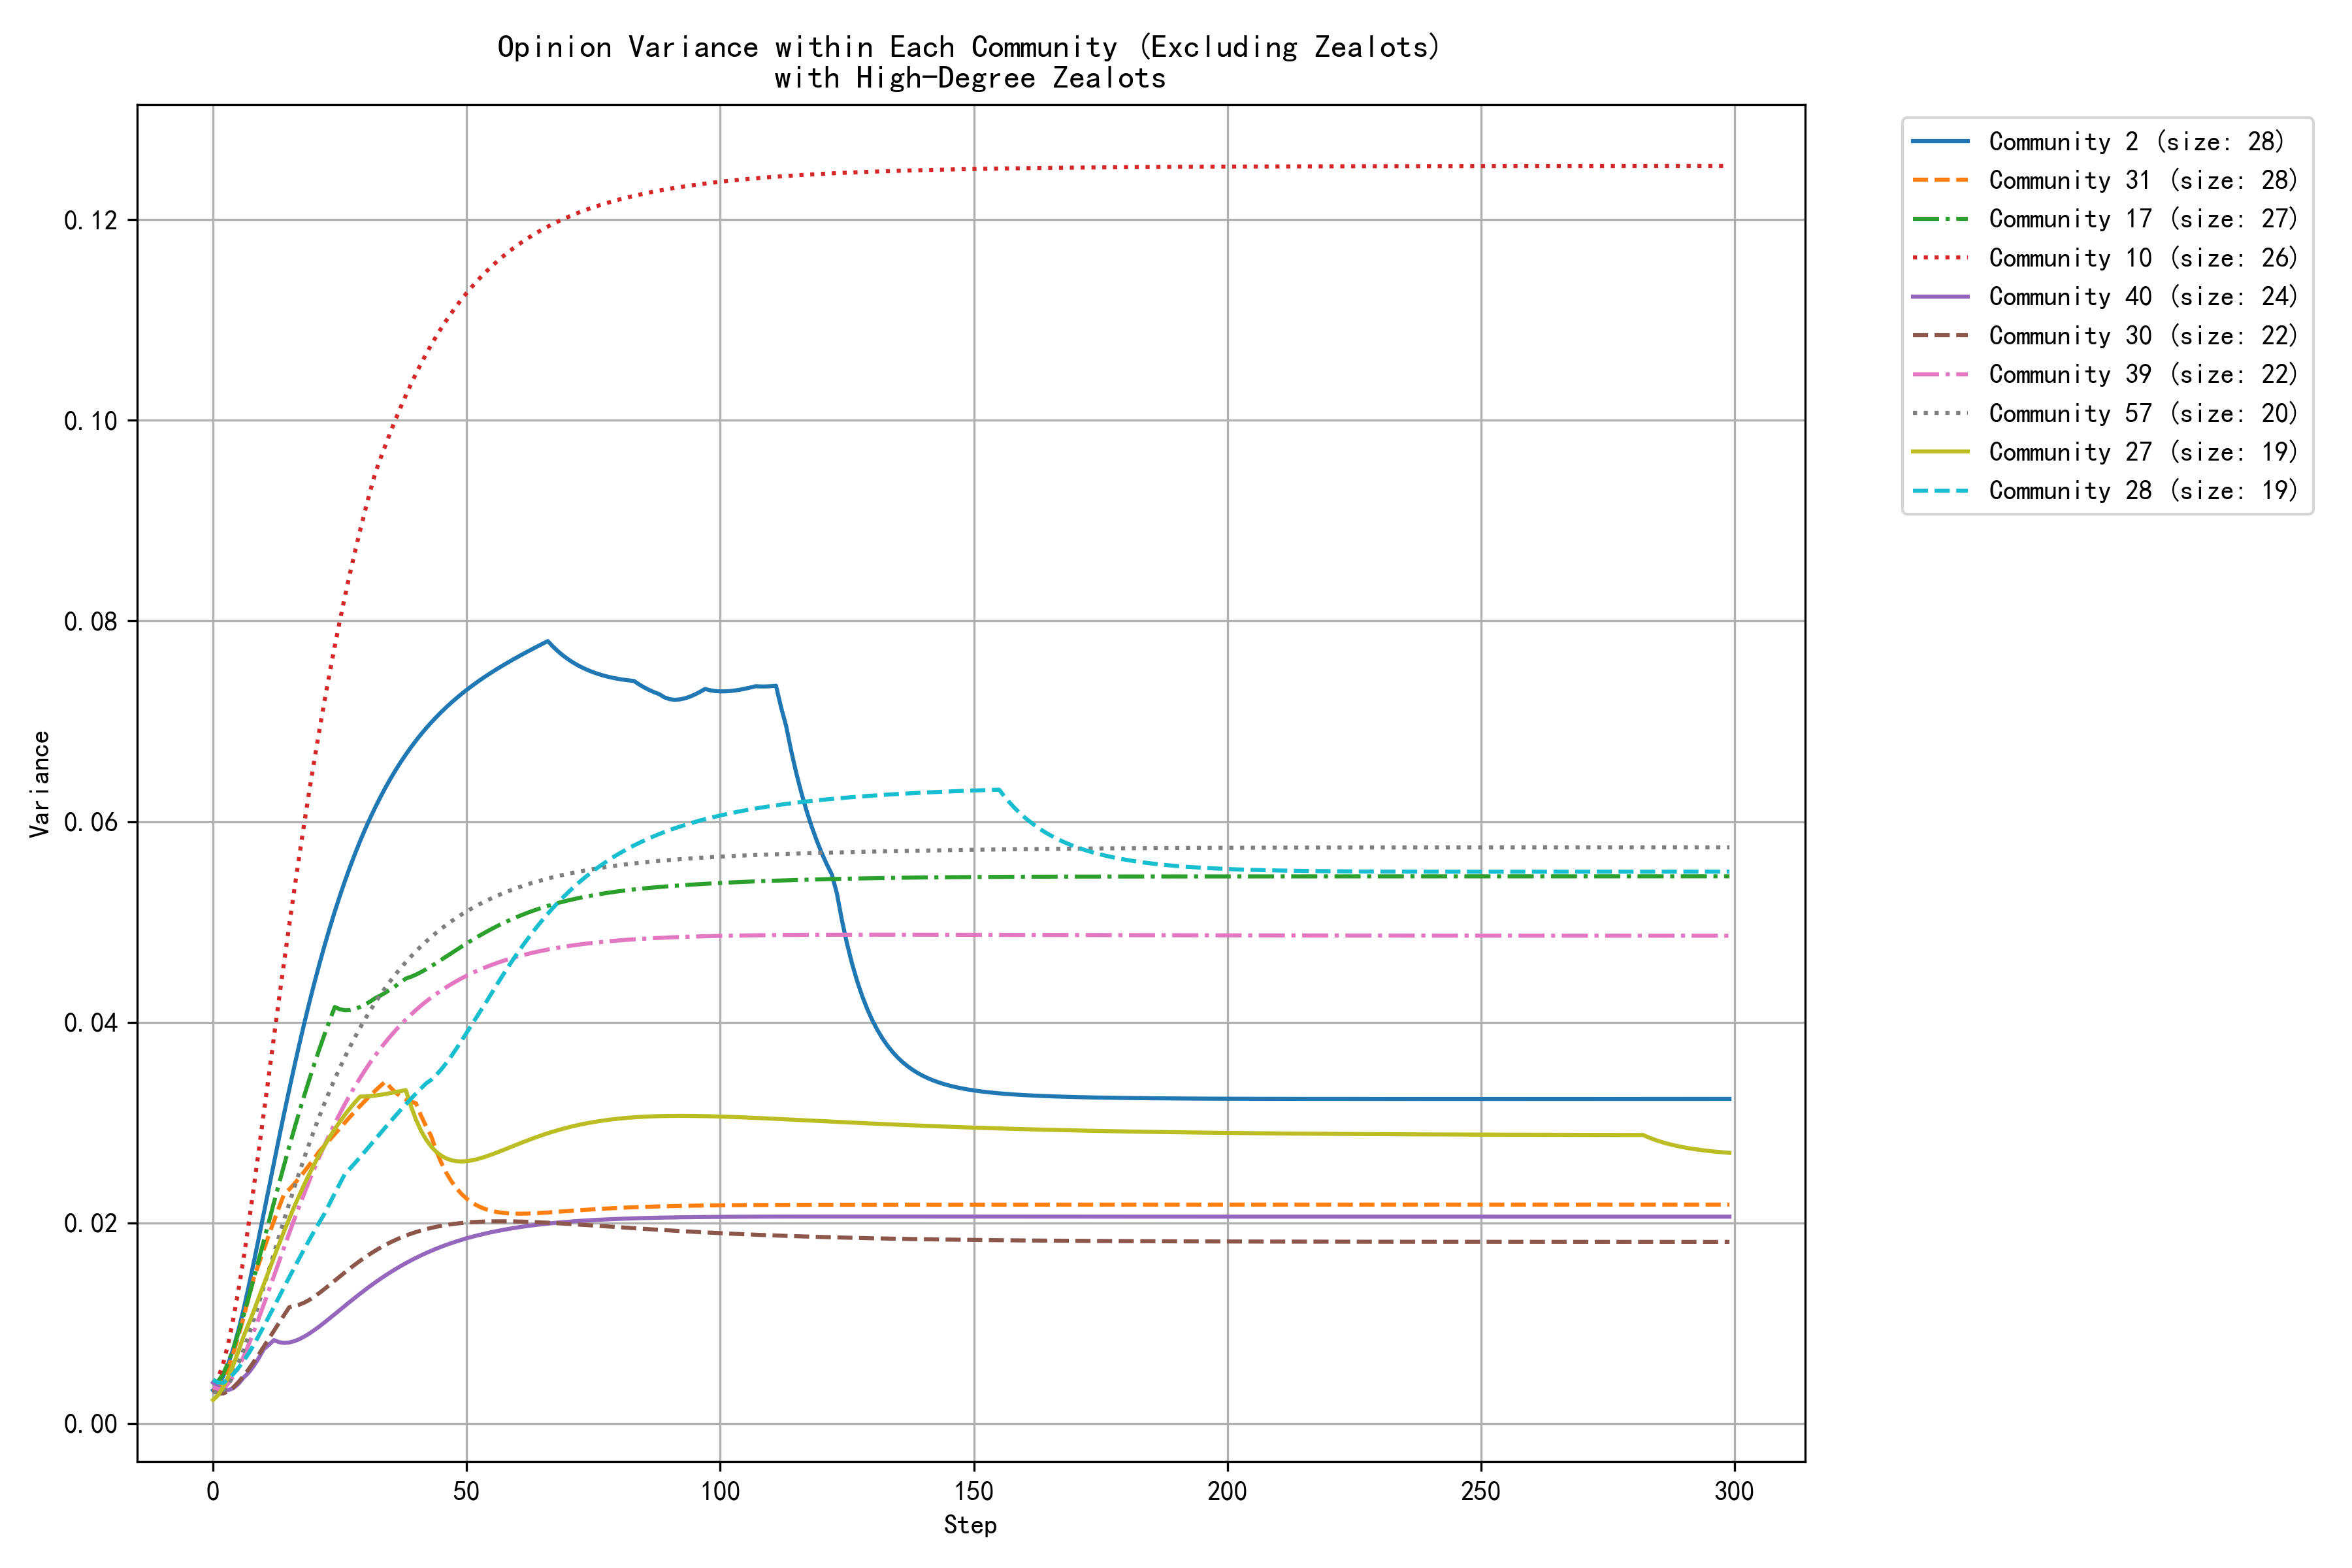 Opinion Variance within Each Community (Excluding Zealots)
with High-Degree Zealots
Community 2 (size: 28)
Community 31 (size: 28)
Community 17 (size: 27)
Community 10 (size: 26)
Community 40 (size: 24)
Community 30 (size: 22)
Community 39 (size: 22)
Community 57 (size: 20)
Community 27 (size: 19)
Community 28 (size: 19)
Variance
0.12
0.10
0.08
0.06
0.04
0.02
0.00
0 50 100 150 200 250 300
Step